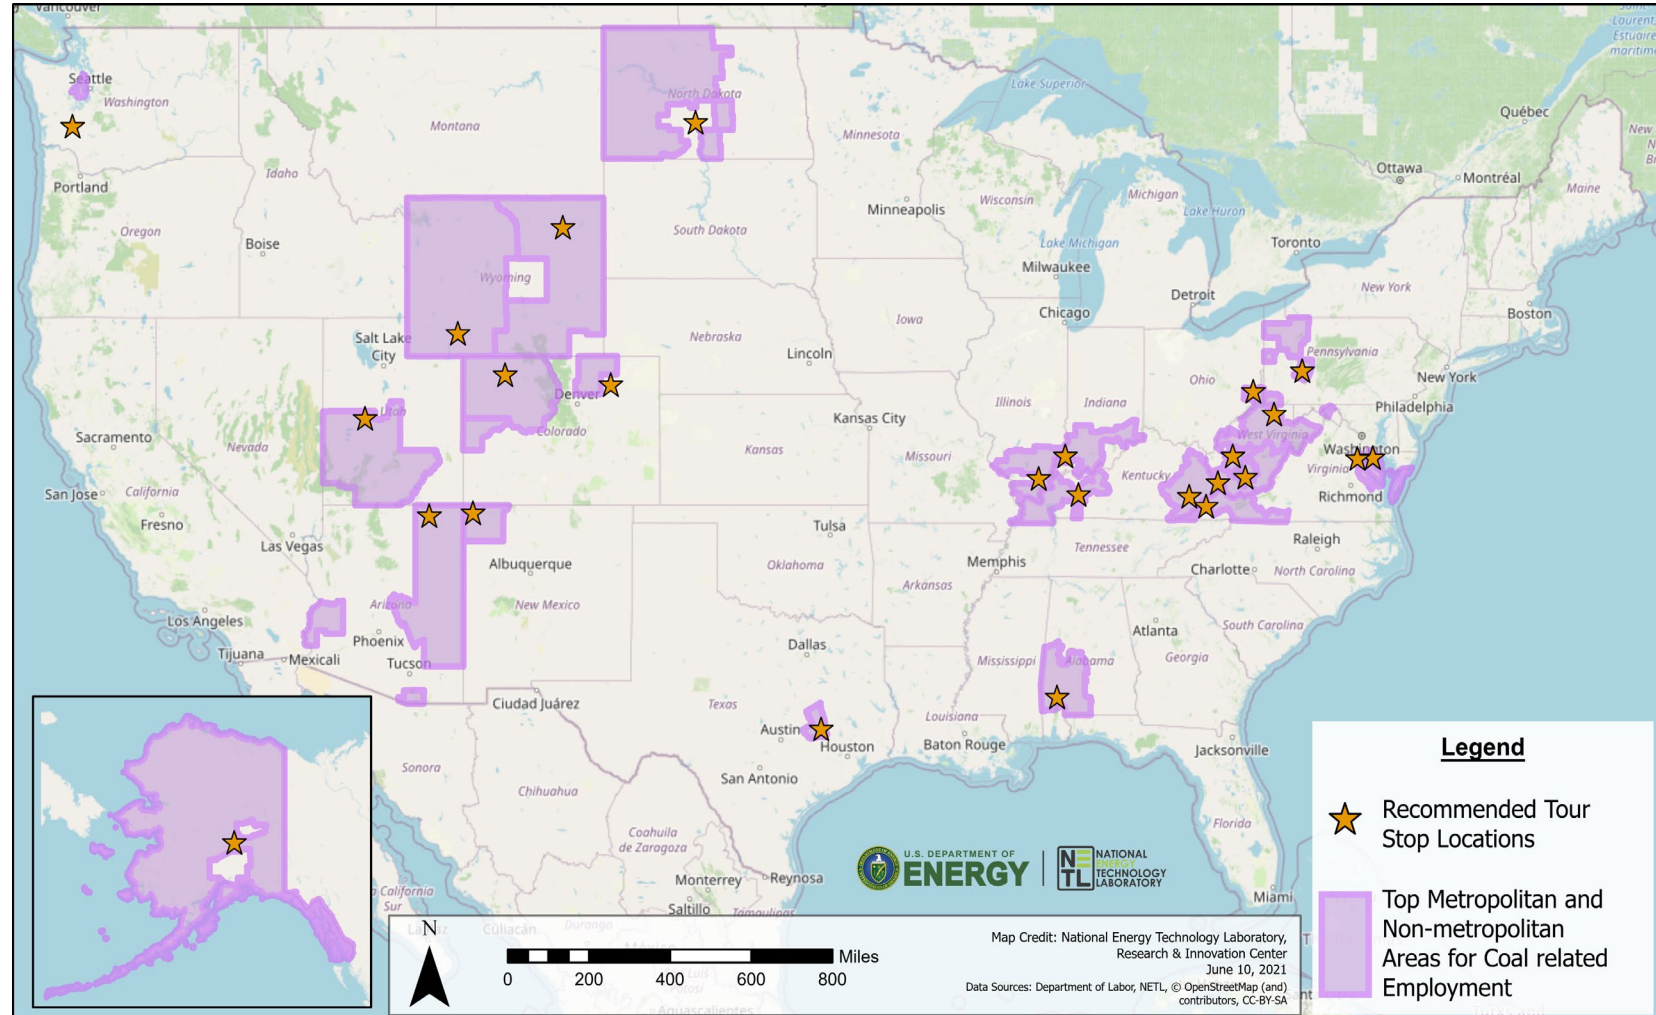 Vancouver
Seattle
Washington
Montana
North Dakota
Minnesota
Lake Superior
Québec
Ottawa
Montréal
Maine
Portland
Idaho
Oregon
Boise
Wyoming
South Dakota
Minneapolis
Wisconsin
Michigan
Lake Huron
Lake Michigan
Toronto
Milwaukee
Detroit
New York
Boston
Chicago
Iowa
Salt Lake
City
Nebraska
Lincoln
Pennsylvania
New York
Ohio
Philadelphia
Denver
Utah
Colorado
Illinois
Indiana
Kansas City
Sacramento
Nevada
Kansas
Missouri
West Virginia
Washington
Kentucky
Virginia
Richmond
San Jose
California
Fresno
Las Vegas
Tulsa
Raleigh
Tennessee
Albuquerque
Oklahoma
Memphis
Charlotte
North Carolina
Arkansas
Arizona
New Mexico
Los Angeles
Phoenix
South Carolina
Atlanta
Dallas
Tijuana
Mexicali
Tucson
Mississippi
Alabama
Georgia
Ciudad Juárez
Texas
Louisiana
Austin
Houston
Baton Rouge
Jacksonville
Sonora
San Antonio
Chihuahua
Florida
Coahuila
de Zaragoza
Monterrey
Reynosa
Miami
a California
Sur
Saltillo
Tamaulipas
Durango
Culiacán
Aguascalientes
U.S. DEPARTMENT OF
ENERGY
NETL
NATIONAL
ENERGY
TECHNOLOGY
LABORATORY
Legend
Recommended Tour
Stop Locations
Top Metropolitan and
Non-metropolitan
Areas for Coal related
Employment
N
Miles
0 200 400 600 800
Map Credit: National Energy Technology Laboratory,
Research & Innovation Center
June 10, 2021
Data Sources: Department of Labor, NETL, © OpenStreetMap (and)
contributors, CC-BY-SA